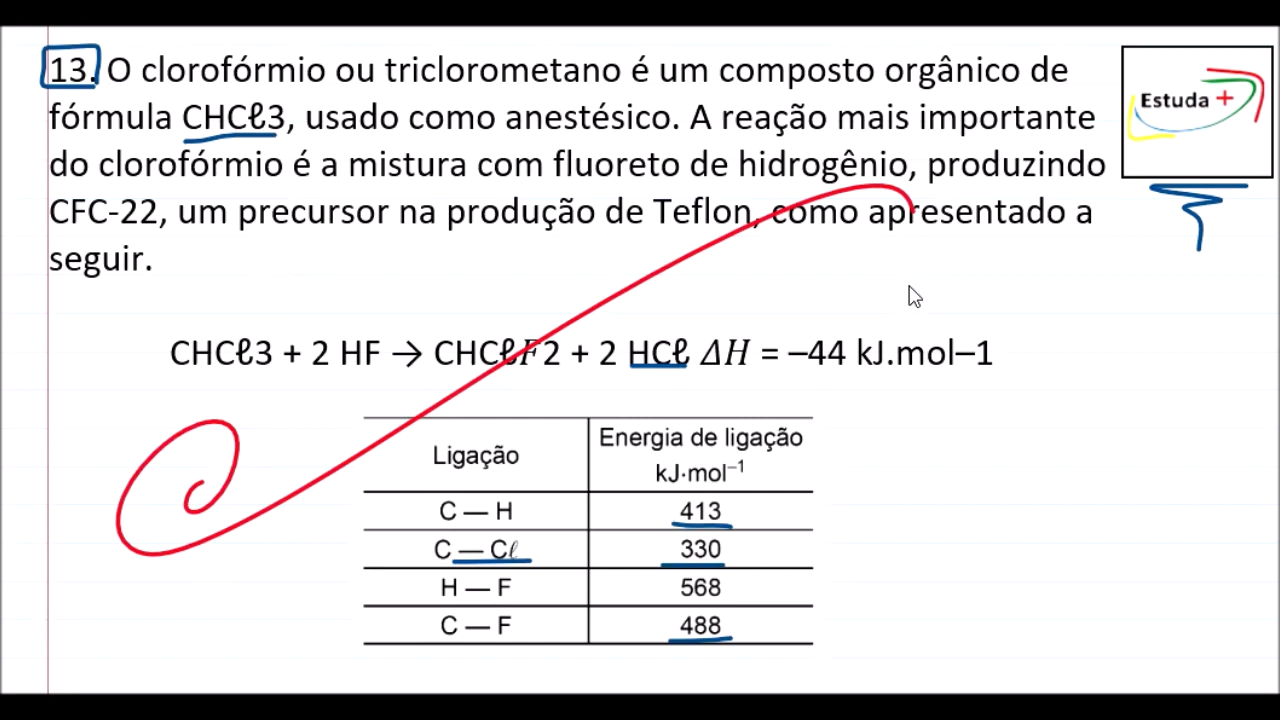 13. O clorofórmio ou triclorometano é um composto orgânico de
fórmula CHCℓ3, usado como anestésico. A reação mais importante
do clorofórmio é a mistura com fluoreto de hidrogênio, produzindo
CFC-22, um precursor na produção de Teflon, como apresentado a
seguir.
Estuda +
CHCℓ3 + 2 HF → CHCℓF2 + 2 HCℓ ΔH = –44 kJ.mol–1
Ligação Energia de ligação
kJ·mol⁻¹
C — H 413
C — Cℓ 330
H — F 568
C — F 488